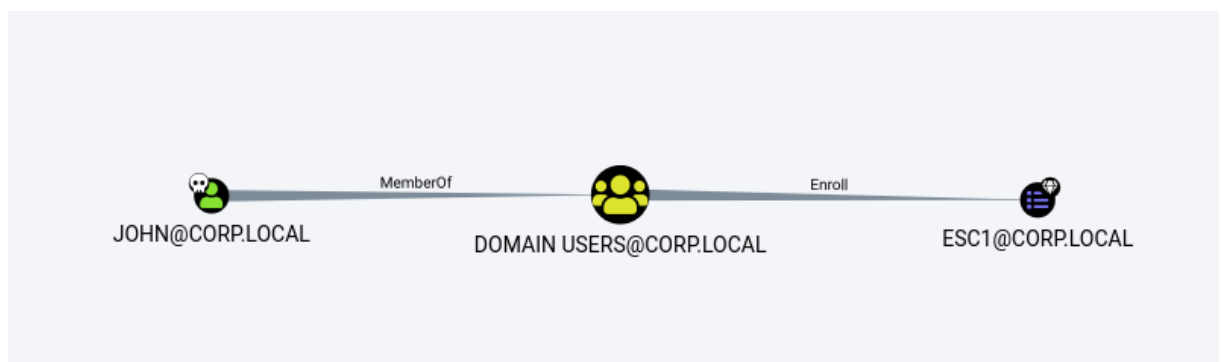 MemberOf
Enroll
JOHN@CORP.LOCAL
DOMAIN USERS@CORP.LOCAL
ESC1@CORP.LOCAL